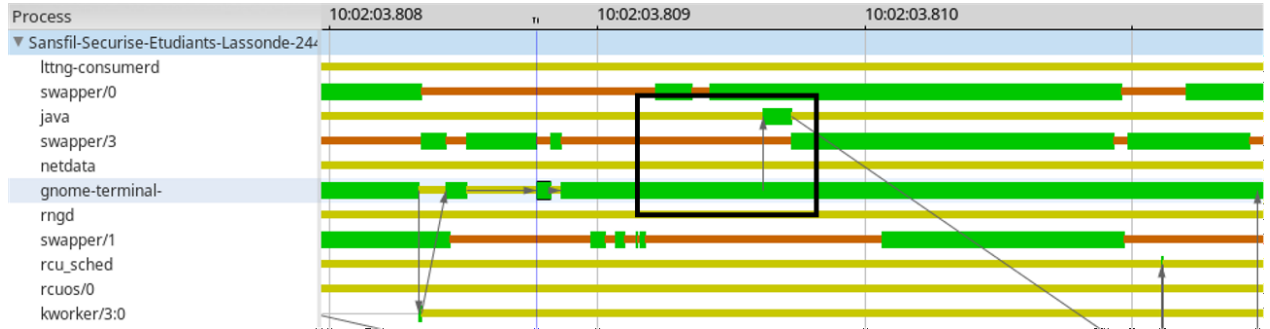 Process 10:02:03.808 10:02:03.809 10:02:03.810
Sansfil-Securise-Etudiants-Lassonde-244
lttng-consumerd
swapper/0
java
swapper/3
netdata
gnome-terminal-
rngd
swapper/1
rcu_sched
rcuos/0
kworker/3:0